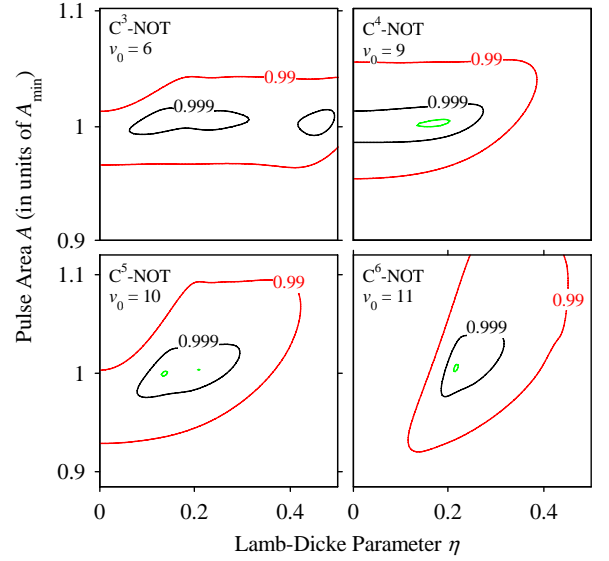 1.1
C³-NOT
v₀ = 6
0.99
0.999
1
0.9
C⁴-NOT
v₀ = 9
0.99
0.999
1.1
C⁵-NOT
v₀ = 10
0.99
0.999
1
0.9
C⁶-NOT
v₀ = 11
0.99
0.999
0
0.2
0.4
0.2
0.4
Pulse Area A (in units of Aₘᵢₙ)
Lamb-Dicke Parameter η